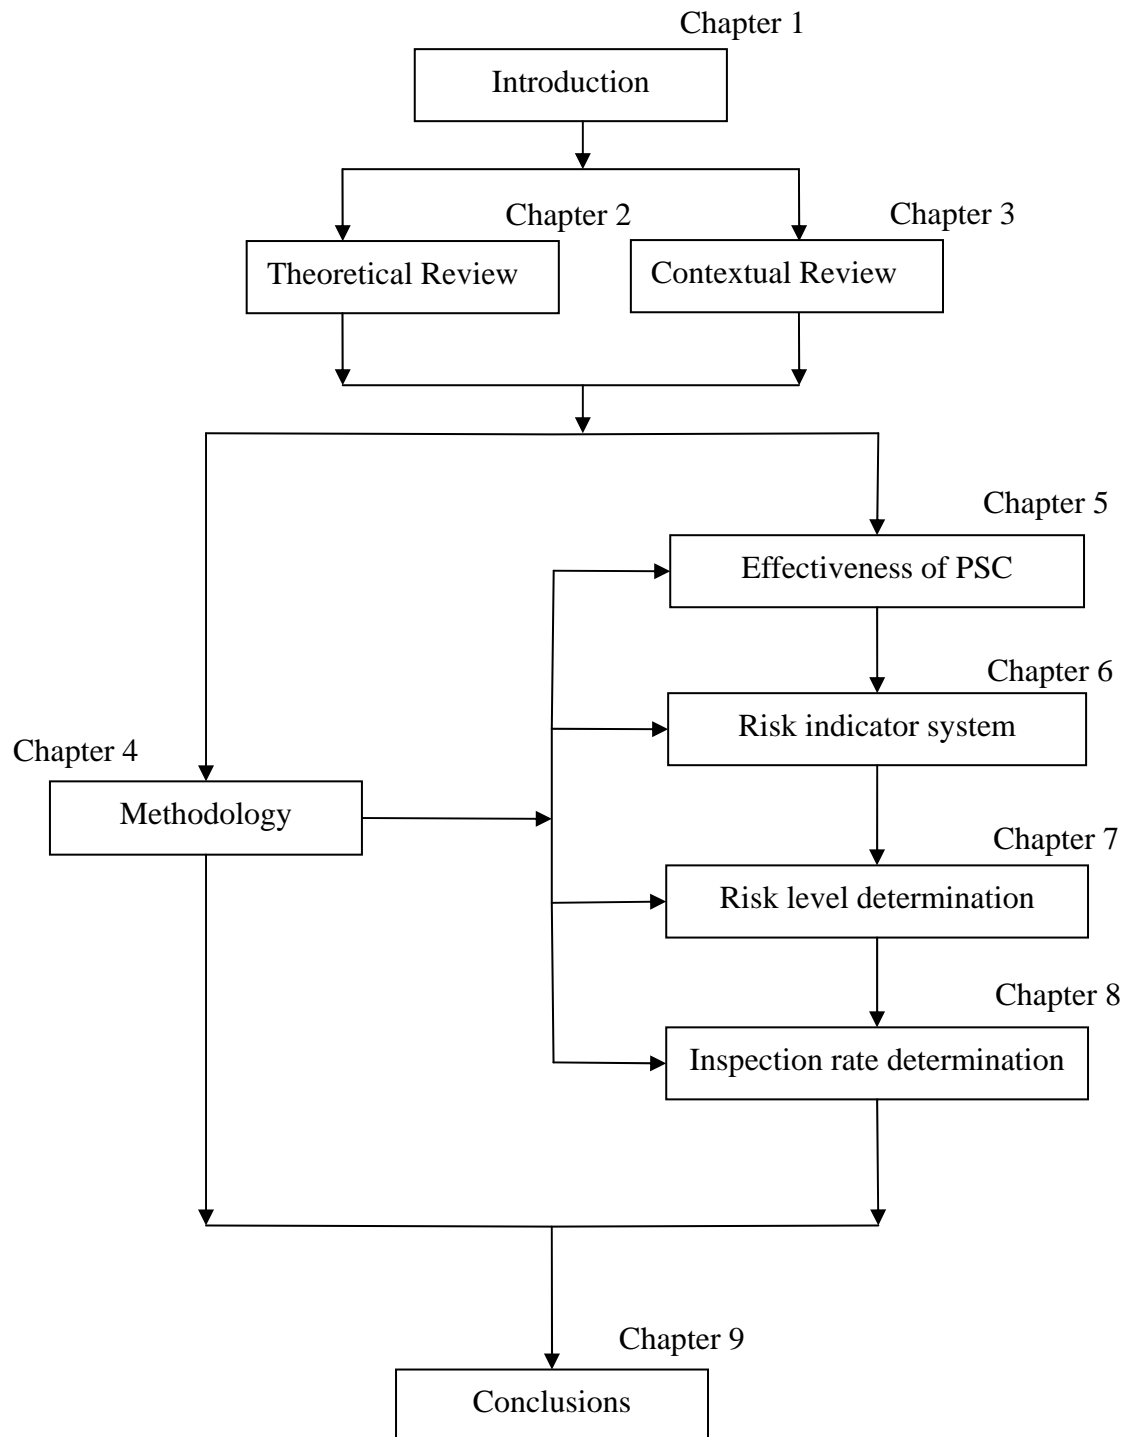 Chapter 1
Introduction
Chapter 2
Theoretical Review
Chapter 3
Contextual Review
Chapter 5
Effectiveness of PSC
Chapter 6
Risk indicator system
Chapter 4
Methodology
Chapter 7
Risk level determination
Chapter 8
Inspection rate determination
Chapter 9
Conclusions